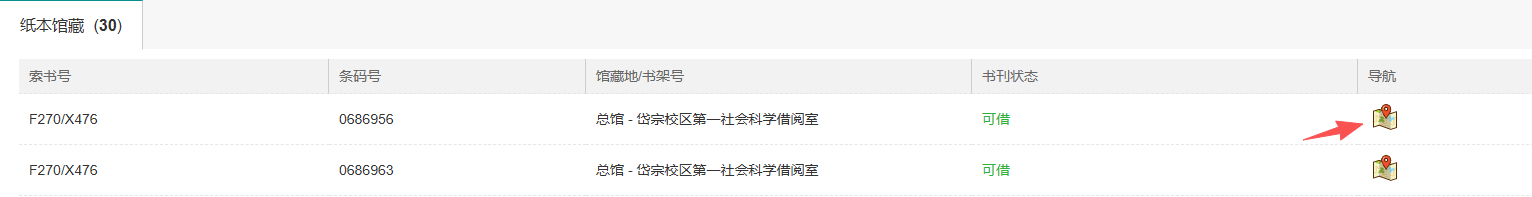 纸本馆藏 (30)
索书号 条码号 馆藏地/书架号 书刊状态 导航
F270/X476 0686956 总馆 - 岱宗校区第一社会科学借阅室 可借
F270/X476 0686963 总馆 - 岱宗校区第一社会科学借阅室 可借